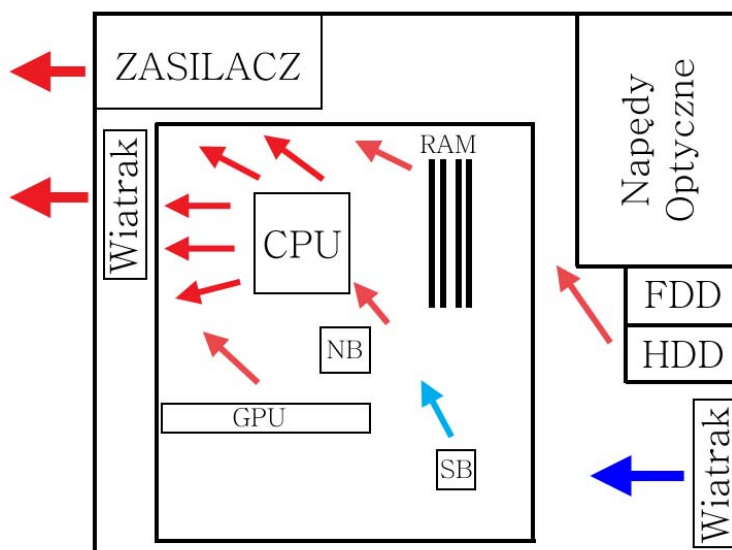 ZASILACZ
Napędy
Optyczne
Wiatrak
RAM
CPU
FDD
NB
HDD
GPU
SB
Wiatrak